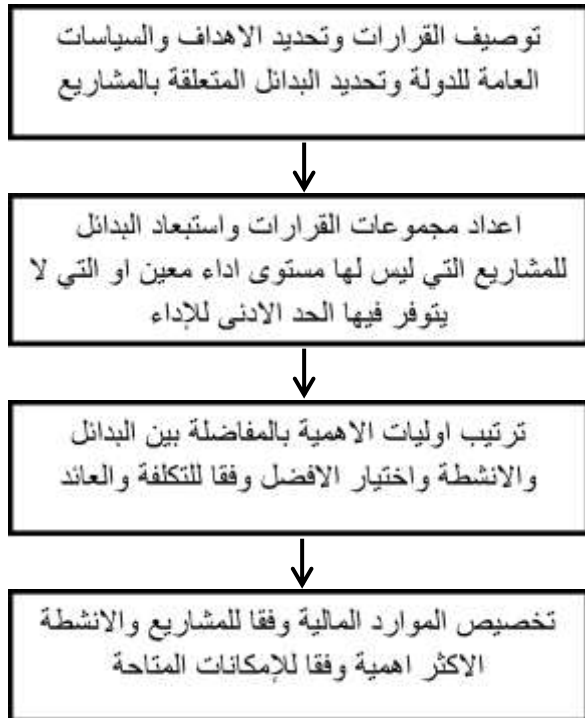 توصيف القرارات وتحديد الاهداف والسياسات
العامة للدولة وتحديد البدائل المتعلقة بالمشاريع
اعداد مجموعات القرارات واستبعاد البدائل
للمشاريع التي ليس لها مستوى اداء معين او التي لا
يتوفر فيها الحد الادنى للإداء
ترتيب اوليات الاهمية بالمفاضلة بين البدائل
والانشطة واختيار الافضل وفقا للتكلفة والعائد
تخصيص الموارد المالية وفقا للمشاريع والانشطة
الاكثر اهمية وفقا للإمكانات المتاحة